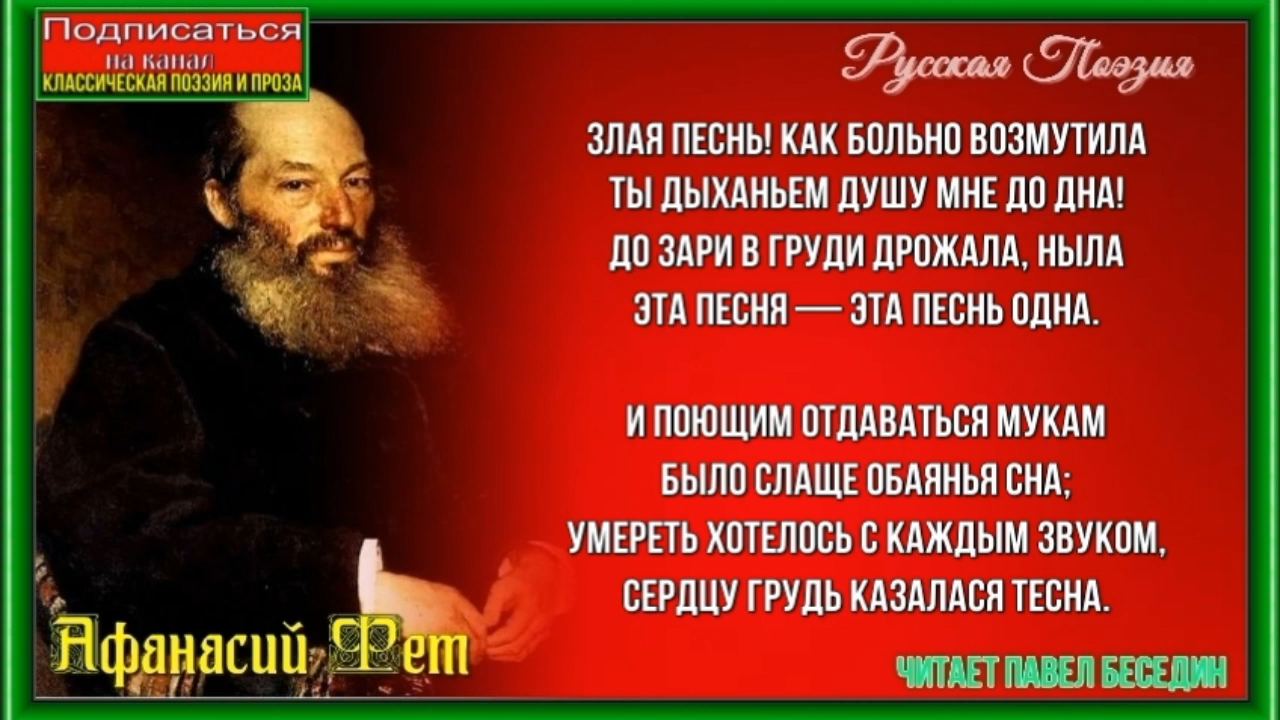 Подписаться
на канал
КЛАССИЧЕСКАЯ ПОЭЗИЯ И ПРОЗА
Русская Поэзия
ЗЛАЯ ПЕСНЬ! КАК БОЛЬНО ВОЗМУТИЛА
ТЫ ДЫХАНЬЕМ ДУШУ МНЕ ДО ДНА!
ДО ЗАРИ В ГРУДИ ДРОЖАЛА, НЫЛА
ЭТА ПЕСНЯ — ЭТА ПЕСНЬ ОДНА.
И ПОЮЩИМ ОТДАВАТЬСЯ МУКАМ
БЫЛО СЛАЩЕ ОБАЯНЬЯ СНА;
УМЕРЕТЬ ХОТЕЛОСЬ С КАЖДЫМ ЗВУКОМ,
СЕРДЦУ ГРУДЬ КАЗАЛАСЯ ТЕСНА.
Афанасий Фет
ЧИТАЕТ ПАВЕЛ БЕСЕДИН